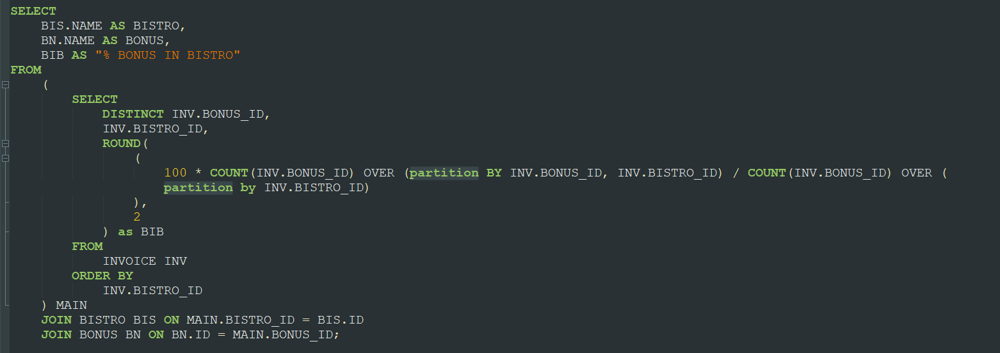 SELECT
BIS.NAME AS BISTRO,
BN.NAME AS BONUS,
BIB AS "% BONUS IN BISTRO"
FROM
(
SELECT
DISTINCT INV.BONUS_ID,
INV.BISTRO_ID,
ROUND(
(
100 * COUNT(INV.BONUS_ID) OVER (partition BY INV.BONUS_ID, INV.BISTRO_ID) / COUNT(INV.BONUS_ID) OVER (
partition by INV.BISTRO_ID)
),
2
) as BIB
FROM
INVOICE INV
ORDER BY
INV.BISTRO_ID
) MAIN
JOIN BISTRO BIS ON MAIN.BISTRO_ID = BIS.ID
JOIN BONUS BN ON BN.ID = MAIN.BONUS_ID;